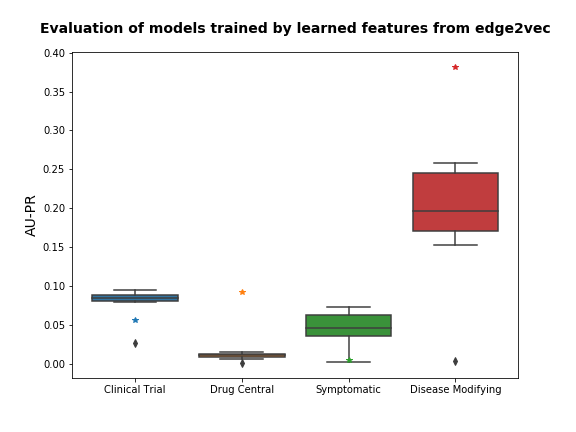 Evaluation of models trained by learned features from edge2vec
AU-PR
0.40
0.35
0.30
0.25
0.20
0.15
0.10
0.05
0.00
Clinical Trial
Drug Central
Symptomatic
Disease Modifying